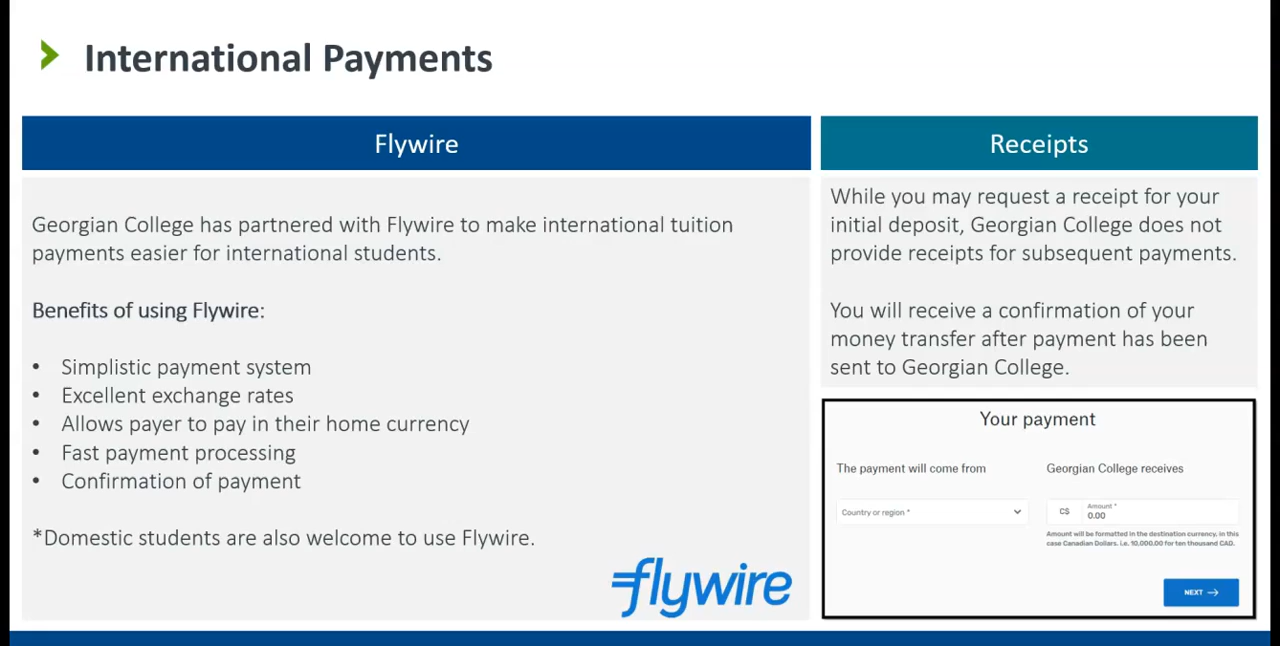 International Payments
Flywire
Georgian College has partnered with Flywire to make international tuition
payments easier for international students.
Benefits of using Flywire:
• Simplistic payment system
• Excellent exchange rates
• Allows payer to pay in their home currency
• Fast payment processing
• Confirmation of payment
*Domestic students are also welcome to use Flywire.
flywire
Receipts
While you may request a receipt for your
initial deposit, Georgian College does not
provide receipts for subsequent payments.
You will receive a confirmation of your
money transfer after payment has been
sent to Georgian College.
Your payment
The payment will come from
Country or region *
Georgian College receives
C$
Amount *
0.00
Amount will be formatted in the destination currency, in this
case Canadian Dollars. i.e. 10,000.00 for ten thousand CAD.
NEXT →